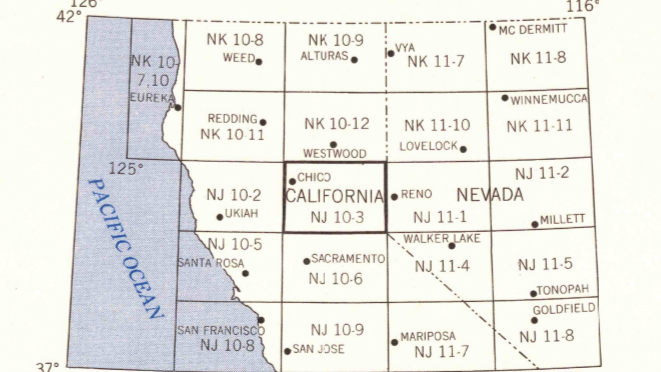 126°
116°
42°
NK 10-8
WEED
NK 10-9
ALTURAS
VYA
NK 11-7
MC DERMITT
NK 11-8
NK 10-
7,10
EUREKA
REDDING
NK 10-11
NK 10-12
WESTWOOD
NK 11-10
LOVELOCK
WINNEMUCCA
NK 11-11
125°
NJ 10-2
UKIAH
CHICO
CALIFORNIA
NJ 10-3
RENO
NJ 11-1
NEVADA
NJ 11-2
MILLETT
PACIFIC OCEAN
NJ 10-5
SANTA ROSA
SACRAMENTO
NJ 10-6
WALKER LAKE
NJ 11-4
NJ 11-5
TONOPAH
SAN FRANCISCO
NJ 10-8
NJ 10-9
SAN JOSE
MARIPOSA
NJ 11-7
GOLDFIELD
NJ 11-8
37°